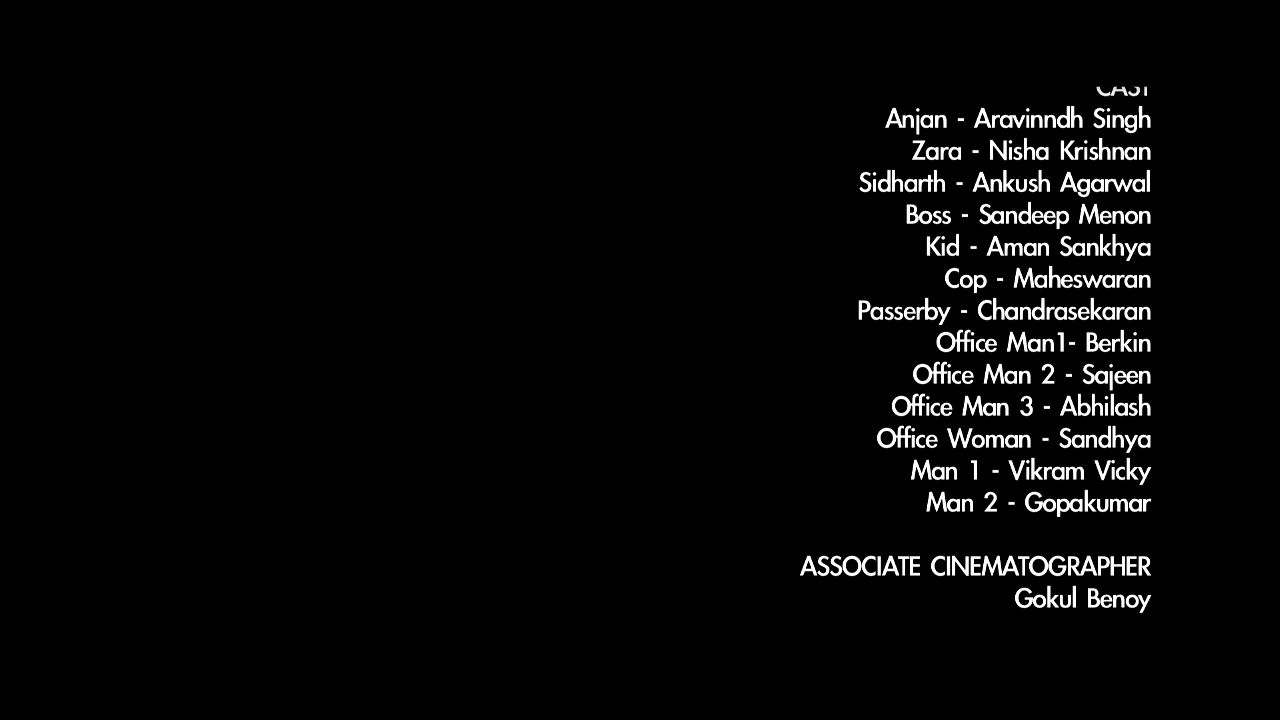 CAST
Anjan - Aravinndh Singh
Zara - Nisha Krishnan
Sidharth - Ankush Agarwal
Boss - Sandeep Menon
Kid - Aman Sankhya
Cop - Maheswaran
Passerby - Chandrasekaran
Office Man1- Berkin
Office Man 2 - Sajeen
Office Man 3 - Abhilash
Office Woman - Sandhya
Man 1 - Vikram Vicky
Man 2 - Gopakumar
ASSOCIATE CINEMATOGRAPHER
Gokul Benoy